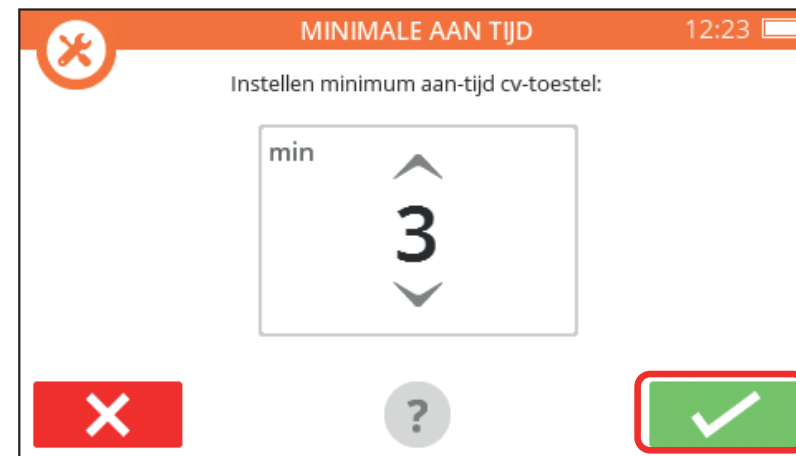 MINIMALE AAN TIJD 12:23
Instellen minimum aan-tijd cv-toestel:
min
3
?